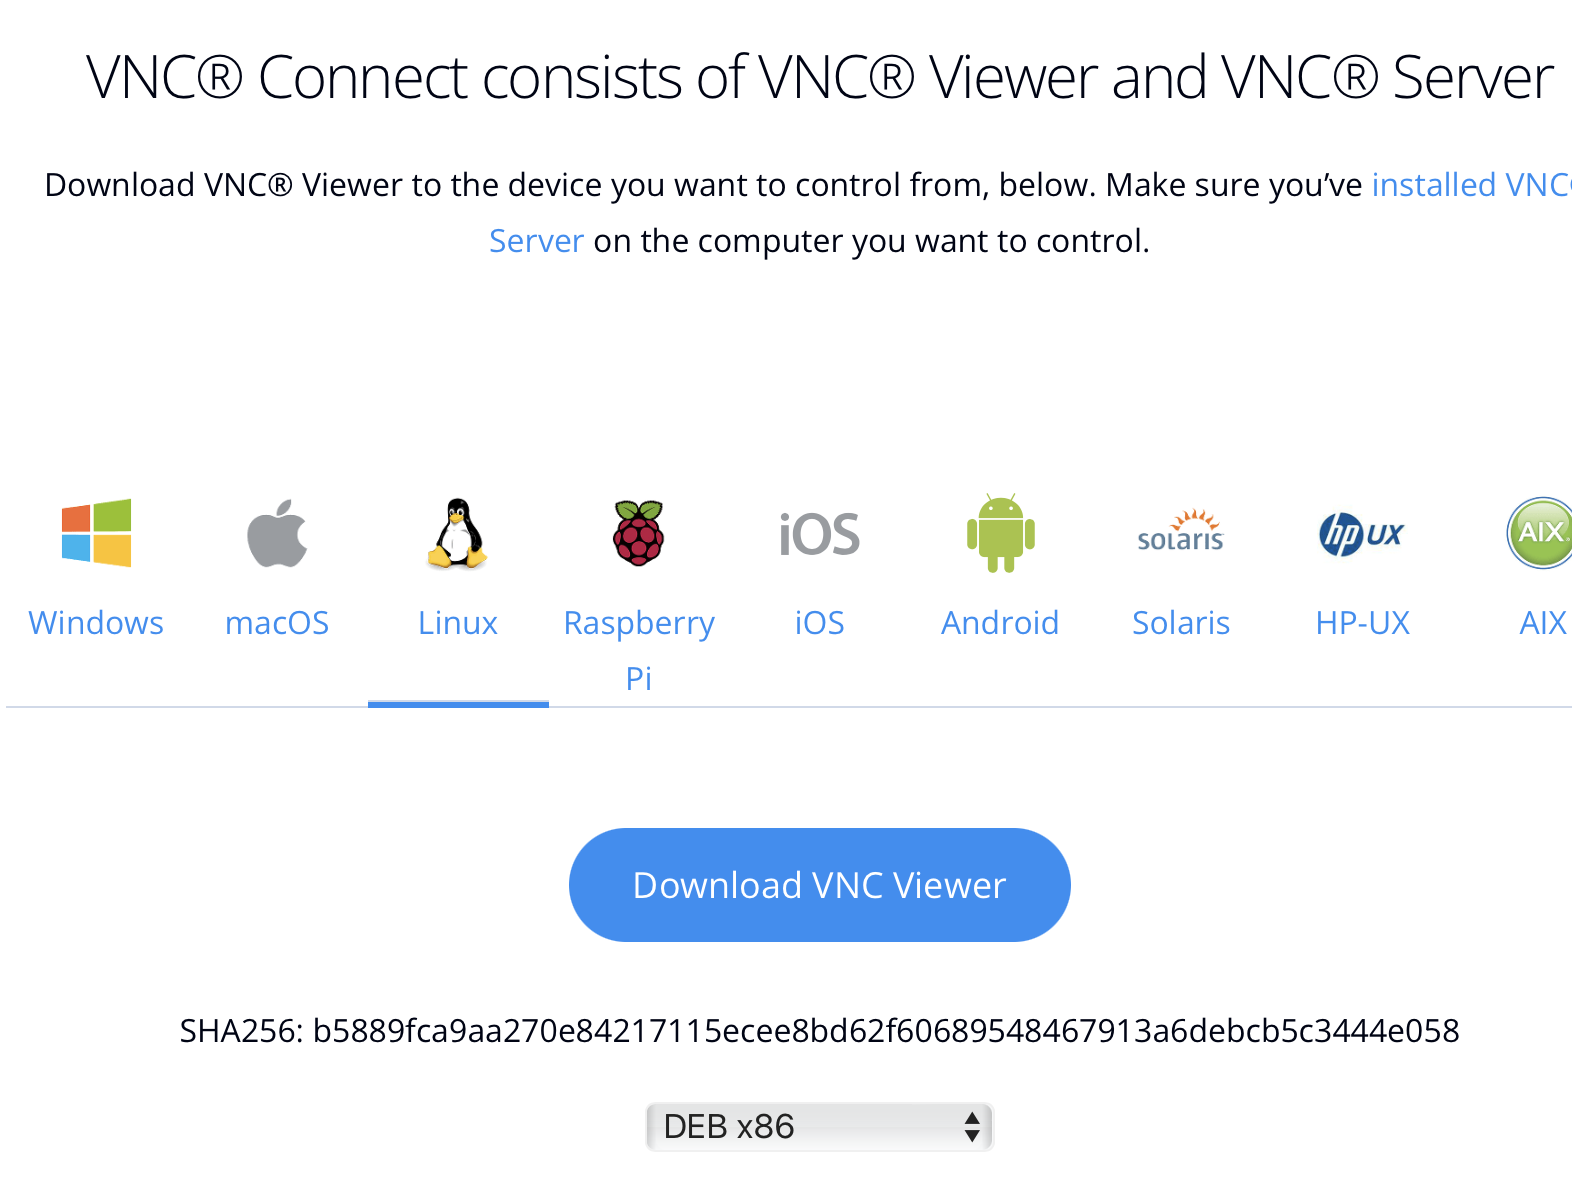 VNC® Connect consists of VNC® Viewer and VNC® Server
Download VNC® Viewer to the device you want to control from, below. Make sure you’ve installed VNC
Server on the computer you want to control.
iOS solaris hp UX AIX
Windows macOS Linux Raspberry Pi iOS Android Solaris HP-UX AIX
Download VNC Viewer
SHA256: b5889fca9aa270e84217115ecee8bd62f60689548467913a6debcb5c3444e058
DEB x86